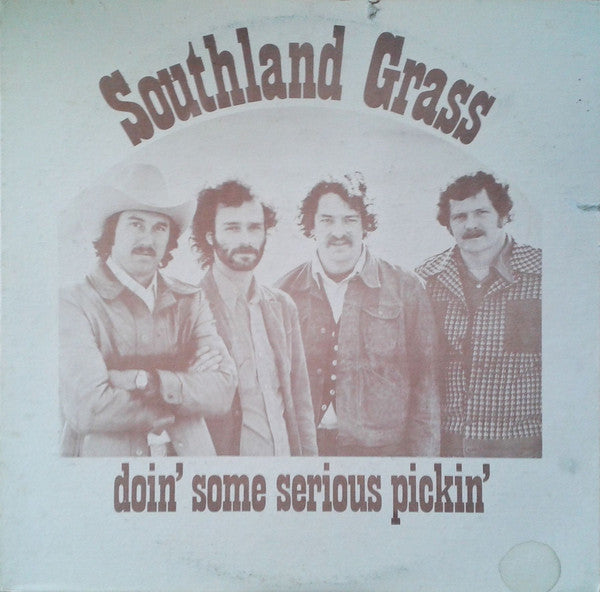 Southland Grass
doin' some serious pickin'